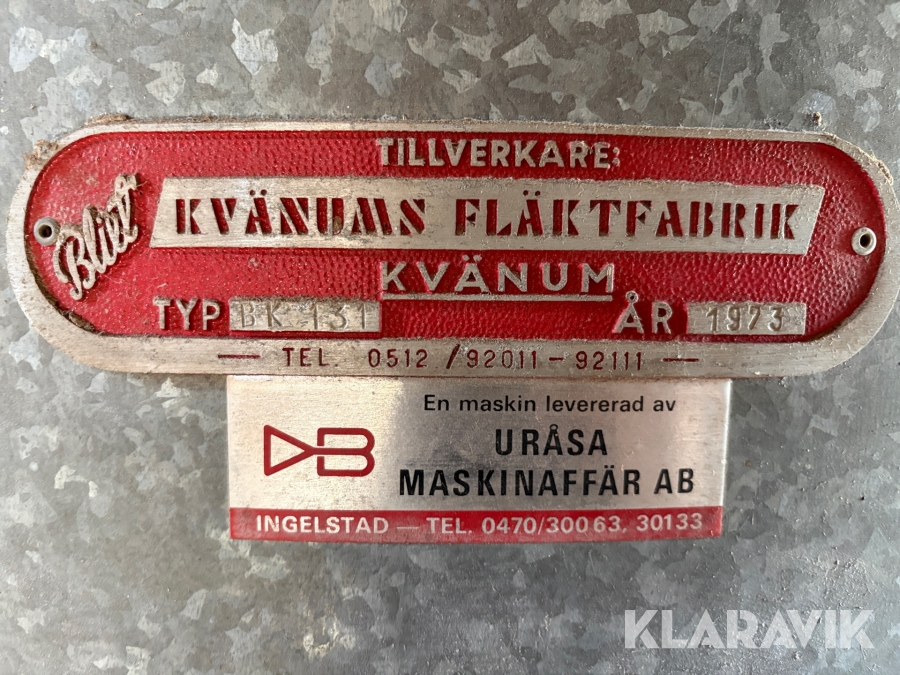 TILLVERKARE:
Blixt
KVÄNUMS FLÄKTFABRIK
KVÄNUM
TYP BK 131 ÅR 1973
— TEL. 0512 / 92011 – 92111 —
En maskin levererad av
DB
URÅSA
MASKINAFFÄR AB
INGELSTAD — TEL. 0470/300 63. 30133
KLARAVIK